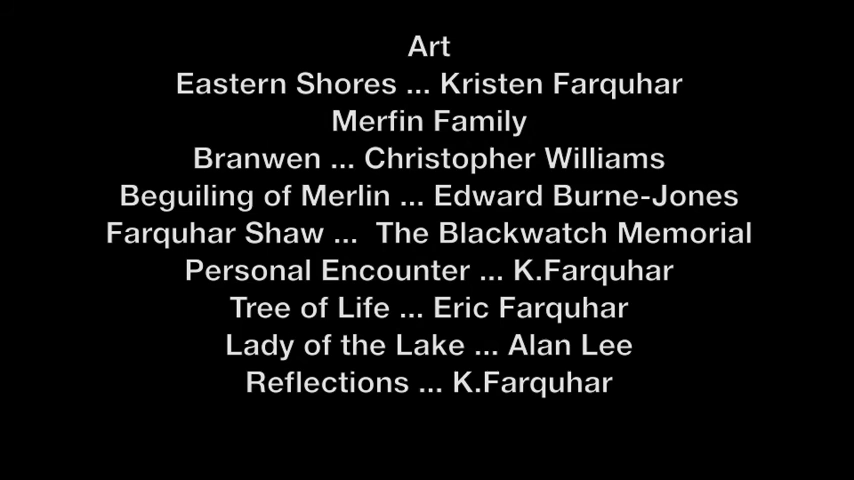 Art
Eastern Shores ... Kristen Farquhar
Merfin Family
Branwen ... Christopher Williams
Beguiling of Merlin ... Edward Burne-Jones
Farquhar Shaw ... The Blackwatch Memorial
Personal Encounter ... K.Farquhar
Tree of Life ... Eric Farquhar
Lady of the Lake ... Alan Lee
Reflections ... K.Farquhar